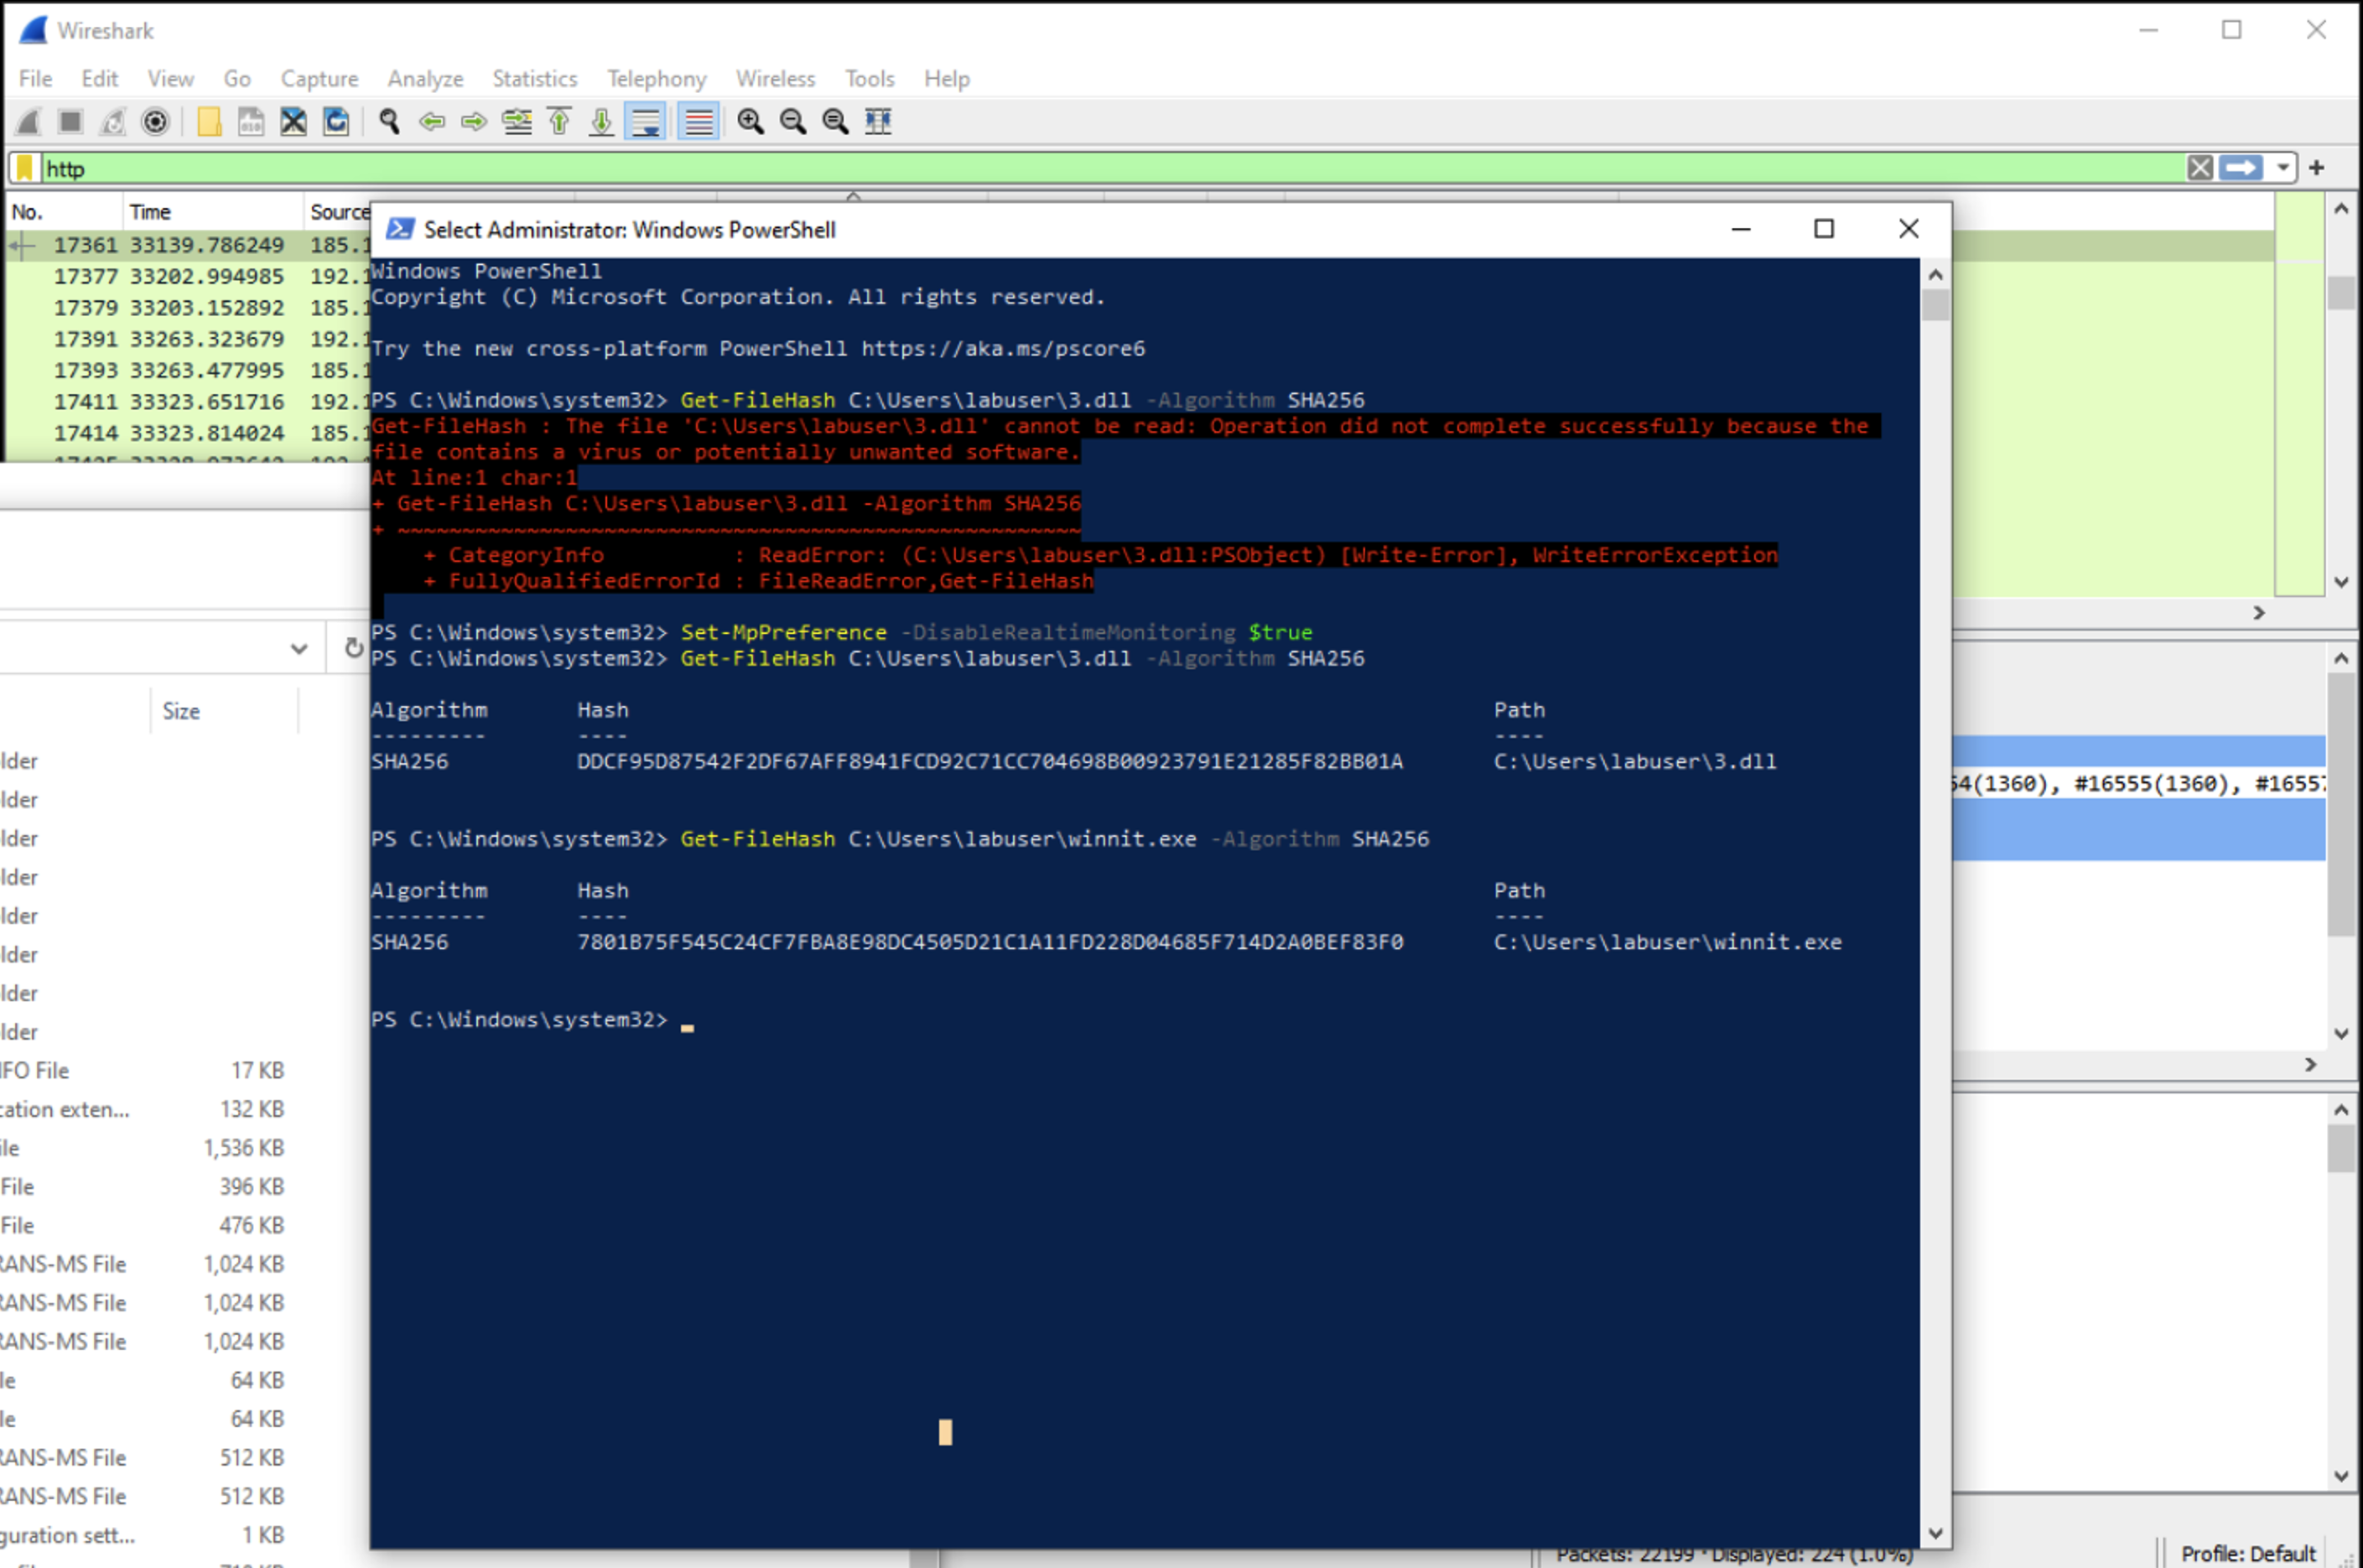 Wireshark
File Edit View Go Capture Analyze Statistics Telephony Wireless Tools Help
http
No. Time Source
17361 33139.786249 185.1
17377 33202.994985 192.1
17379 33203.152892 185.1
17391 33263.323679 192.1
17393 33263.477995 185.1
17411 33323.651716 192.1
17414 33323.814024 185.1
Select Administrator: Windows PowerShell
Windows PowerShell
Copyright (C) Microsoft Corporation. All rights reserved.
Try the new cross-platform PowerShell https://aka.ms/pscore6
PS C:\Windows\system32> Get-FileHash C:\Users\labuser\3.dll -Algorithm SHA256
Get-FileHash : The file 'C:\Users\labuser\3.dll' cannot be read: Operation did not complete successfully because the
file contains a virus or potentially unwanted software.
At line:1 char:1
+ Get-FileHash C:\Users\labuser\3.dll -Algorithm SHA256
+ ~~~~~~~~~~~~~~~~~~~~~~~~~~~~~~~~~~~~~~~~~~~~~~~~~~~~~
+ CategoryInfo : ReadError: (C:\Users\labuser\3.dll:PSObject) [Write-Error], WriteErrorException
+ FullyQualifiedErrorId : FileReadError,Get-FileHash
PS C:\Windows\system32> Set-MpPreference -DisableRealtimeMonitoring $true
PS C:\Windows\system32> Get-FileHash C:\Users\labuser\3.dll -Algorithm SHA256
Algorithm Hash Path
--------- ---- ----
SHA256 DDCF95D87542F2DF67AFF8941FCD92C71CC704698B00923791E21285F82BB01A C:\Users\labuser\3.dll
PS C:\Windows\system32> Get-FileHash C:\Users\labuser\winnit.exe -Algorithm SHA256
Algorithm Hash Path
--------- ---- ----
SHA256 7801B75F545C24CF7FBA8E98DC4505D21C1A11FD228D04685F714D2A0BEF83F0 C:\Users\labuser\winnit.exe
PS C:\Windows\system32>
Size
lder
lder
lder
lder
lder
lder
lder
lder
FO File 17 KB
cation exten... 132 KB
ile 1,536 KB
File 396 KB
File 476 KB
RANS-MS File 1,024 KB
RANS-MS File 1,024 KB
RANS-MS File 1,024 KB
le 64 KB
le 64 KB
RANS-MS File 512 KB
RANS-MS File 512 KB
guration sett... 1 KB
54(1360), #16555(1360), #1655
Packets: 22199 · Displayed: 224 (1.0%)
Profile: Default